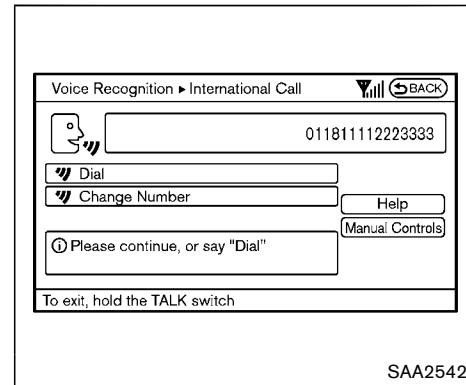 Voice Recognition ▸ International Call BACK
011811112223333
Dial
Change Number
Help
Manual Controls
Please continue, or say "Dial"
To exit, hold the TALK switch
SAA2542